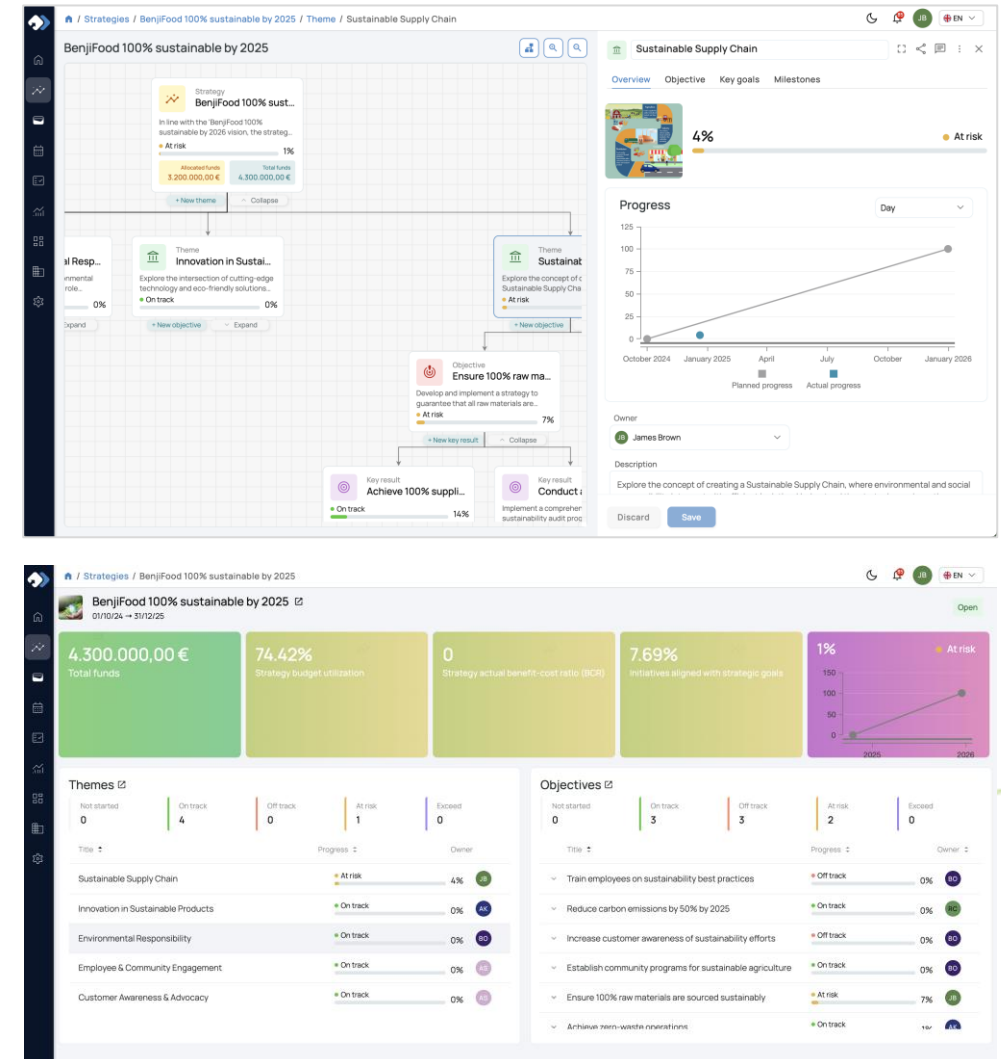 / Strategies / BenjiFood 100% sustainable by 2025 / Theme / Sustainable Supply Chain
JB
EN
BenjiFood 100% sustainable by 2025
Strategy
BenjiFood 100% sust...
In line with the 'BenjiFood 100%
sustainable by 2026 vision, the strateg...
At risk
1%
Allocated funds
3.200.000,00 €
Total funds
4.300.000,00 €
+ New theme
Collapse
al Resp...
nmental
role...
0%
Expand
Theme
Innovation in Sustai...
Explore the intersection of cutting-edge
technology and eco-friendly solutions...
On track
0%
+ New objective
Expand
Theme
Sustainab
Explore the concept of c
Sustainable Supply Cha
At risk
+ New objective
Objective
Ensure 100% raw ma...
Develop and implement a strategy to
guarantee that all raw materials are...
At risk
7%
+ New key result
Collapse
Key result
Achieve 100% suppli...
On track
14%
Key result
Conduct a
Implement a comprehen
sustainability audit prog
Sustainable Supply Chain
Overview
Objective
Key goals
Milestones
4%
At risk
Progress
Day
125
100
75
50
25
0
October 2024
January 2025
April
July
October
January 2026
Planned progress
Actual progress
Owner
JB
James Brown
Description
Explore the concept of creating a Sustainable Supply Chain, where environmental and social
Discard
Save
/ Strategies / BenjiFood 100% sustainable by 2025
JB
EN
BenjiFood 100% sustainable by 2025
01/10/24 → 31/12/25
Open
4.300.000,00 €
Total funds
74.42%
Strategy budget utilization
0
Strategy actual benefit-cost ratio (BCR)
7.69%
Initiatives aligned with strategic goals
1%
At risk
150
100
50
0
2025
2026
Themes
Not started
0
On track
4
Off track
0
At risk
1
Exceed
0
Title
Progress
Owner
Sustainable Supply Chain
At risk
4%
JB
Innovation in Sustainable Products
On track
0%
AK
Environmental Responsibility
On track
0%
BO
Employee & Community Engagement
On track
0%
AS
Customer Awareness & Advocacy
On track
0%
AS
Objectives
Not started
0
On track
3
Off track
3
At risk
2
Exceed
0
Title
Progress
Owner
Train employees on sustainability best practices
Off track
0%
BO
Reduce carbon emissions by 50% by 2025
On track
0%
RC
Increase customer awareness of sustainability efforts
Off track
0%
BO
Establish community programs for sustainable agriculture
On track
0%
BO
Ensure 100% raw materials are sourced sustainably
At risk
7%
JB
Achieve zero-waste operations
On track
1%
AK